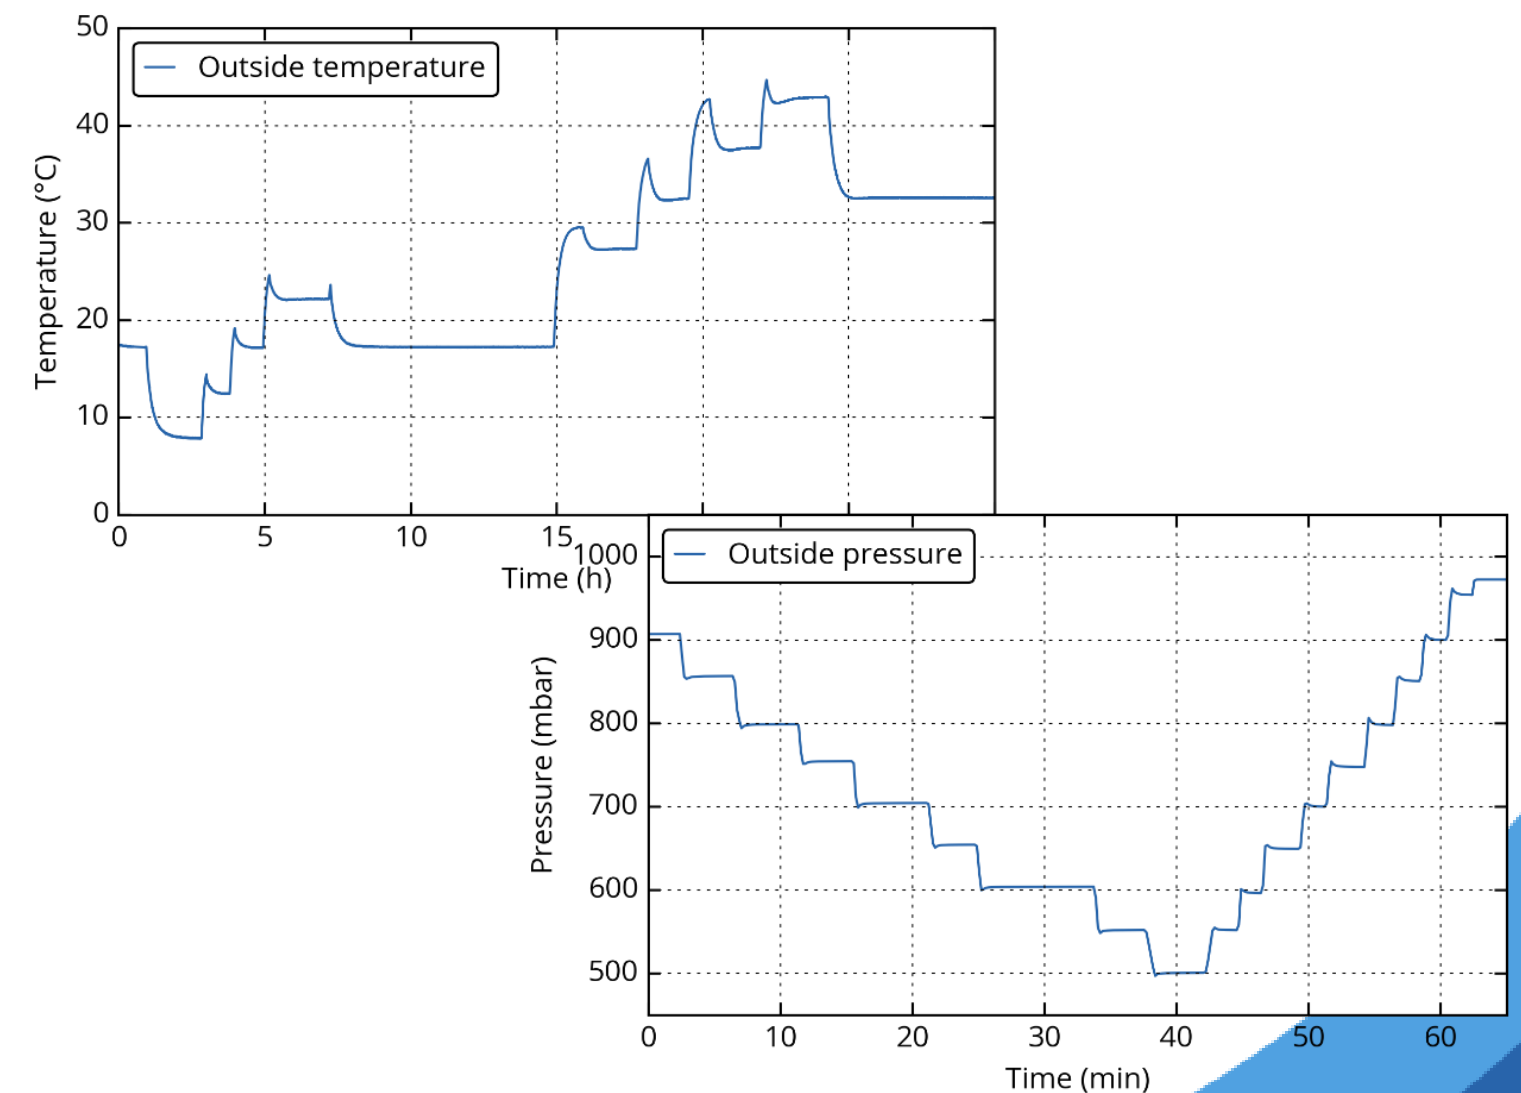 50
Outside temperature
40
30
20
10
0
Temperature (°C)
0 5 10 15
Time (h)
1000
Outside pressure
900
800
700
600
500
Pressure (mbar)
0 10 20 30 40 50 60
Time (min)